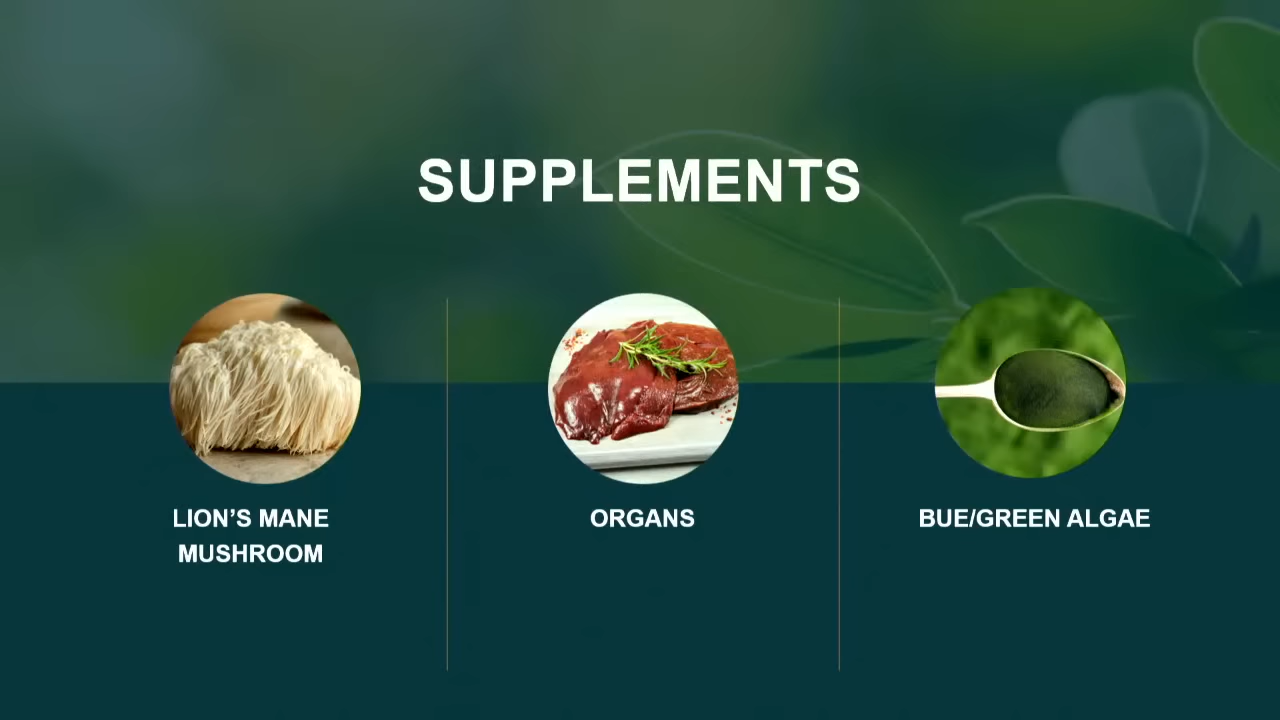 SUPPLEMENTS
LION’S MANE
MUSHROOM
ORGANS
BUE/GREEN ALGAE